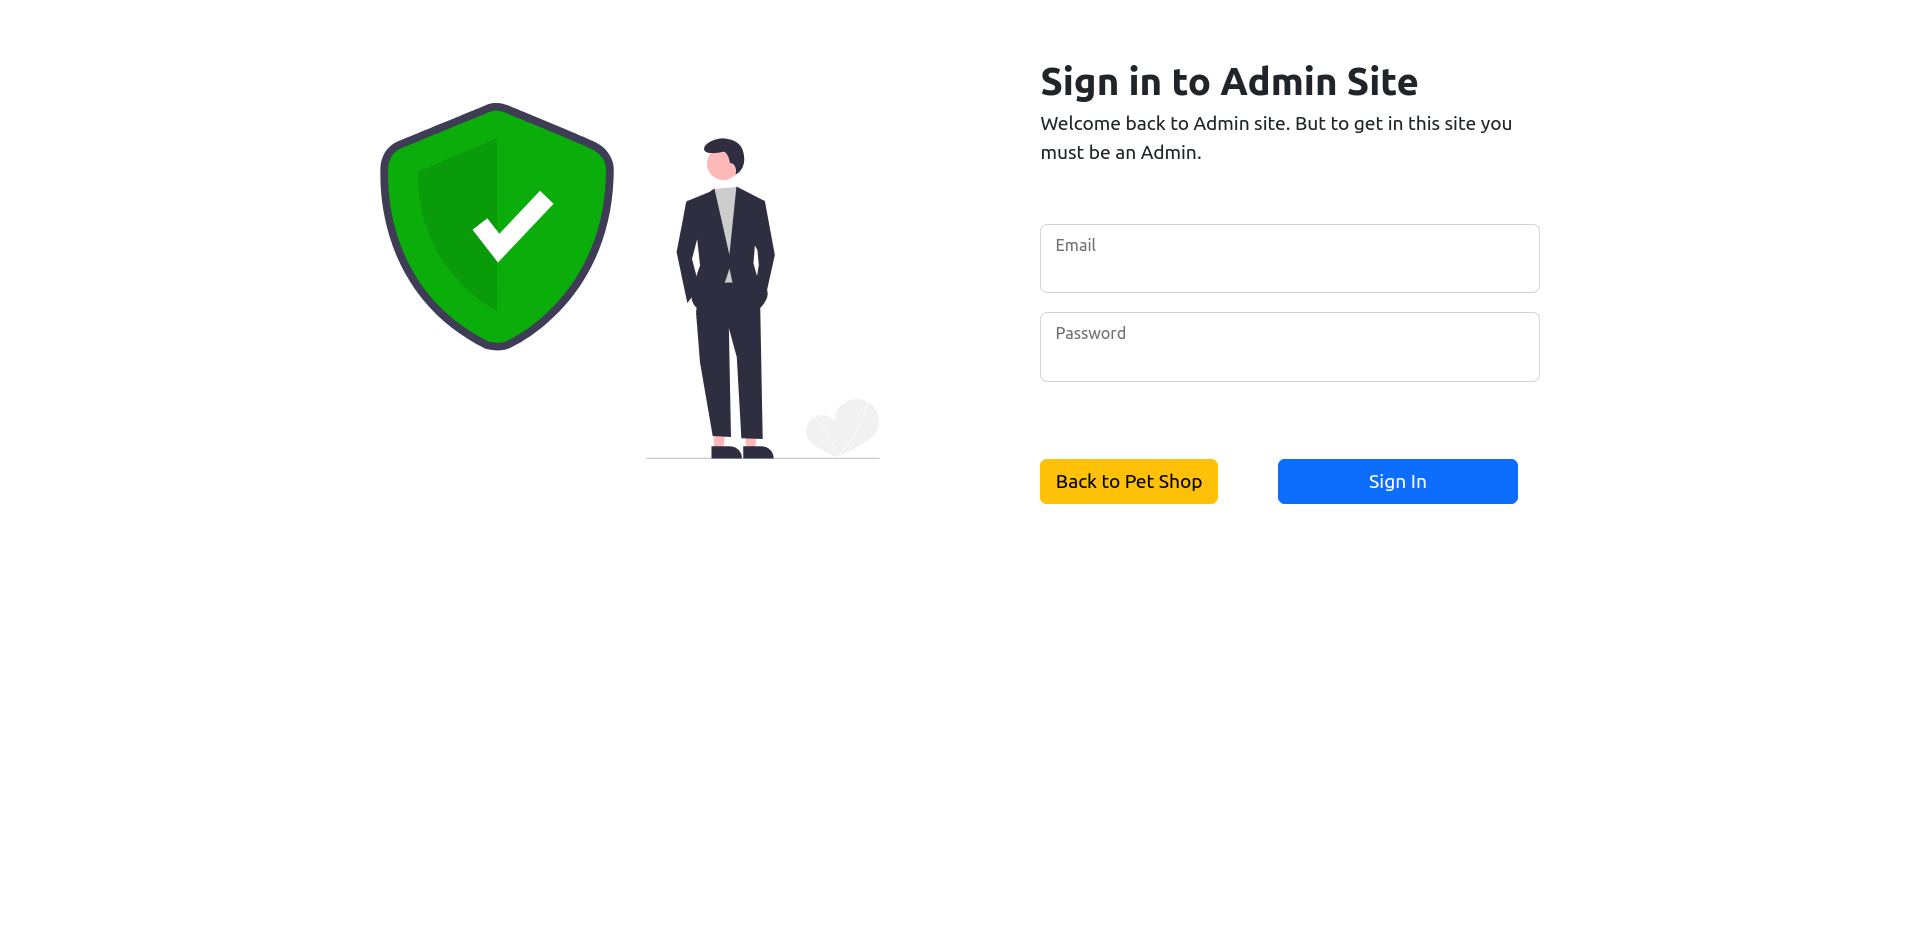 Sign in to Admin Site
Welcome back to Admin site. But to get in this site you
must be an Admin.
Email
Password
Back to Pet Shop
Sign In